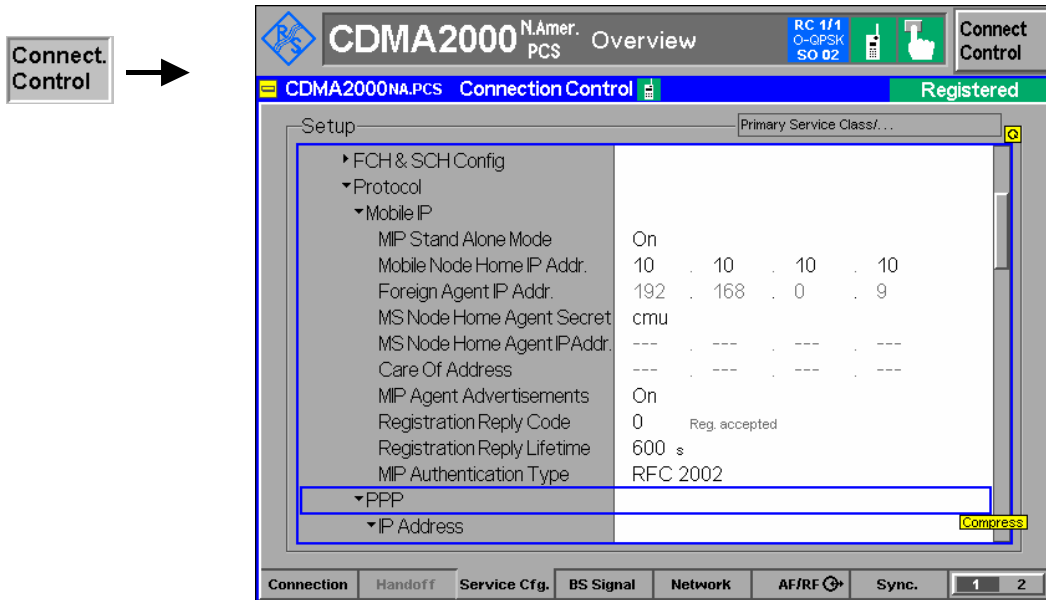 Connect.
Control
R&S
CDMA2000 N.Amer. PCS Overview
RC 1/1
O-QPSK
SO 02
Connect
Control
CDMA2000 NA.PCS Connection Control
Registered
Setup
Primary Service Class/...
FCH & SCH Config
Protocol
Mobile IP
MIP Stand Alone Mode On
Mobile Node Home IP Addr. 10 . 10 . 10 . 10
Foreign Agent IP Addr. 192 . 168 . 0 . 9
MS Node Home Agent Secret cmu
MS Node Home Agent IPAddr. --- . --- . --- . ---
Care Of Address --- . --- . --- . ---
MIP Agent Advertisements On
Registration Reply Code 0 Reg. accepted
Registration Reply Lifetime 600 s
MIP Authentication Type RFC 2002
PPP
IP Address
Compress
Connection Handoff Service Cfg. BS Signal Network AF/RF Sync. 1 2